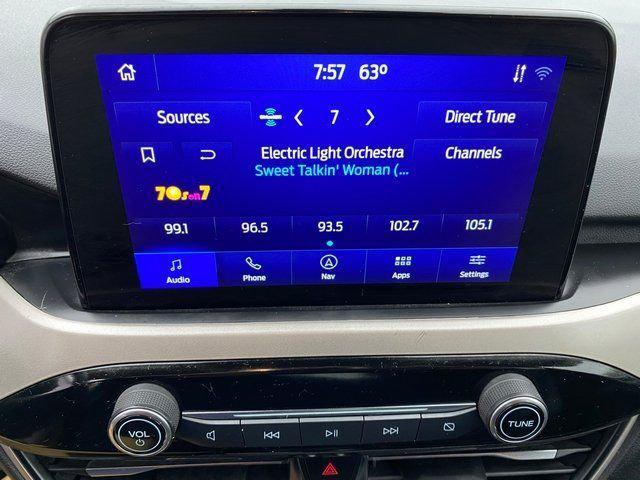 7:57 63º
Sources
7
Direct Tune
Electric Light Orchestra
Channels
Sweet Talkin' Woman (...
70s on 7
99.1 96.5 93.5 102.7 105.1
Audio Phone Nav Apps Settings
VOL
TUNE